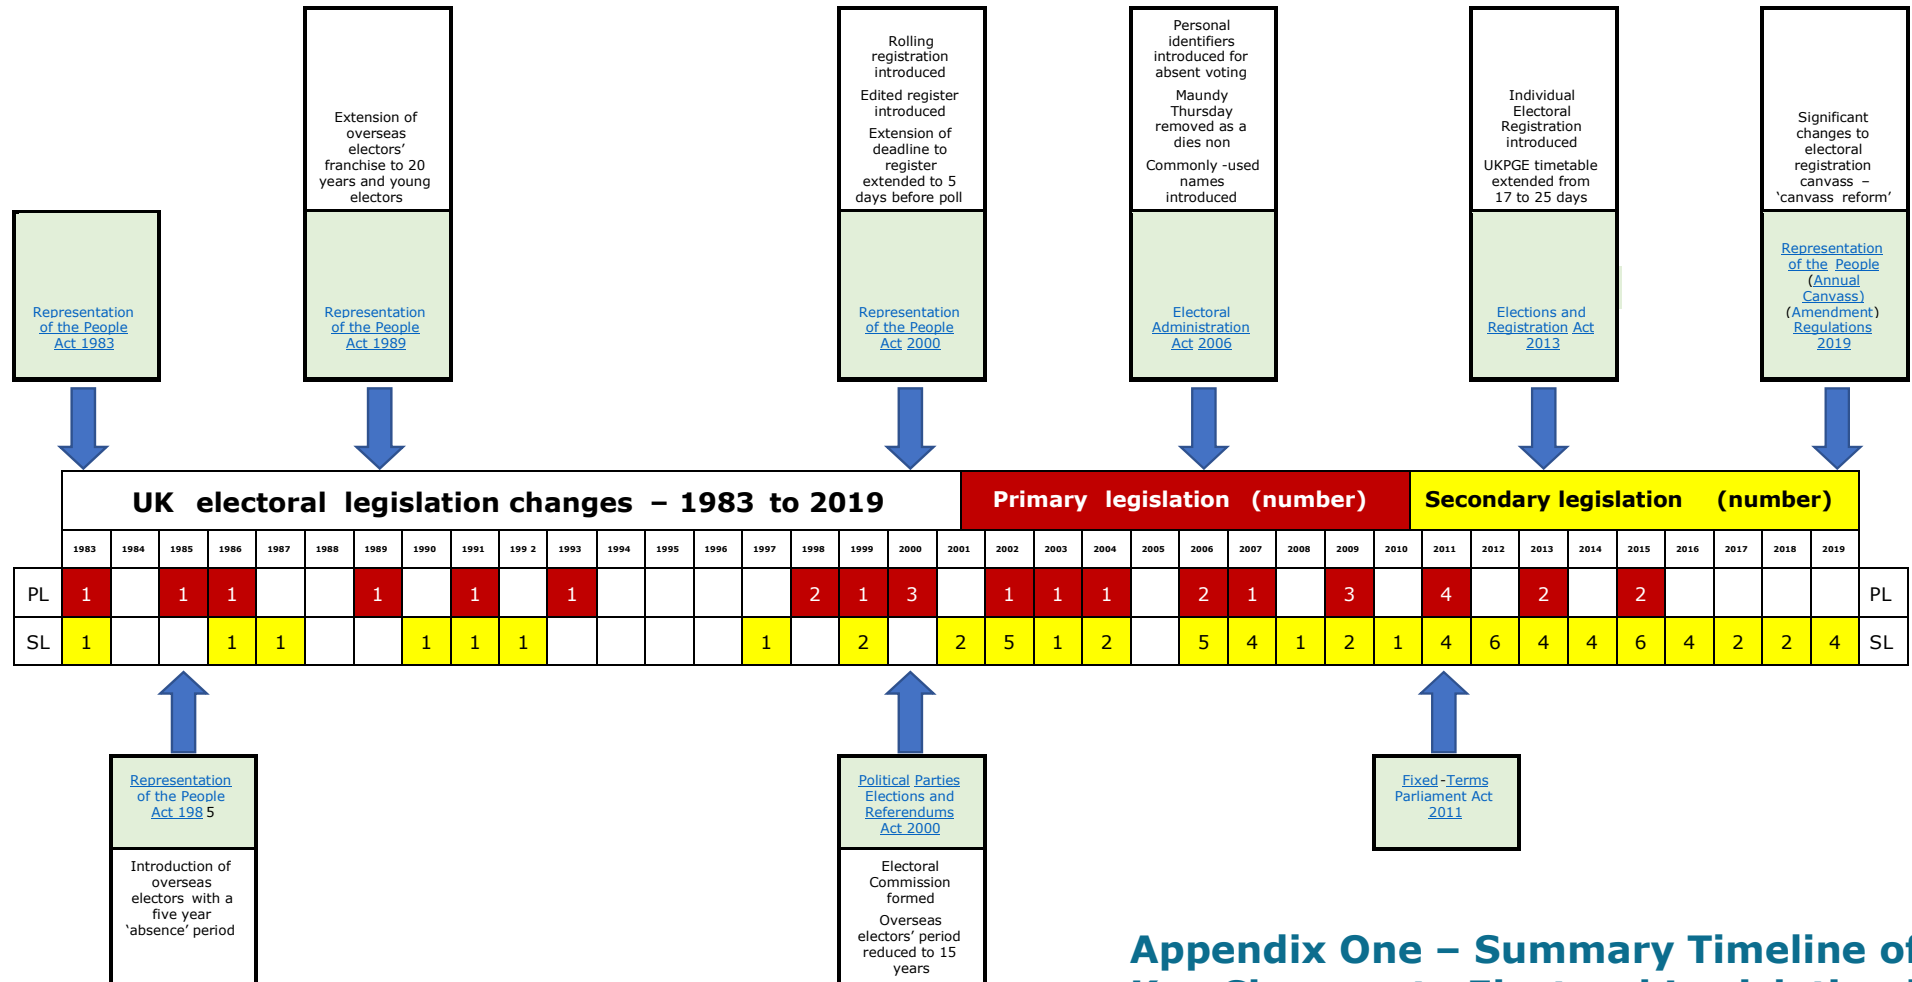 Extension of
overseas
electors’
franchise to 20
years and young
electors
Rolling
registration
introduced
Edited register
introduced
Extension of
deadline to
register
extended to 5
days before poll
Personal
identifiers
introduced for
absent voting
Maundy
Thursday
removed as a
dies non
Commonly -used
names
introduced
Individual
Electoral
Registration
introduced
UKPGE timetable
extended from
17 to 25 days
Significant
changes to
electoral
registration
canvass –
‘canvass reform’
Representation
of the People
Act 1983
Representation
of the People
Act 1989
Representation
of the People
Act 2000
Electoral
Administration
Act 2006
Elections and
Registration Act
2013
Representation
of the People
(Annual
Canvass)
(Amendment)
Regulations
2019
UK electoral legislation changes – 1983 to 2019 Primary legislation (number) Secondary legislation (number)
1983 1984 1985 1986 1987 1988 1989 1990 1991 199 2 1993 1994 1995 1996 1997 1998 1999 2000 2001 2002 2003 2004 2005 2006 2007 2008 2009 2010 2011 2012 2013 2014 2015 2016 2017 2018 2019
PL 1 1 1 1 1 1 2 1 3 1 1 1 2 1 3 4 2 2 PL
SL 1 1 1 1 1 1 1 2 2 5 1 2 5 4 1 2 1 4 6 4 4 6 4 2 2 4 SL
Representation
of the People
Act 198 5
Introduction of
overseas
electors with a
five year
‘absence’ period
Political Parties
Elections and
Referendums
Act 2000
Electoral
Commission
formed
Overseas
electors’ period
reduced to 15
years
Fixed -Terms
Parliament Act
2011
Appendix One – Summary Timeline of